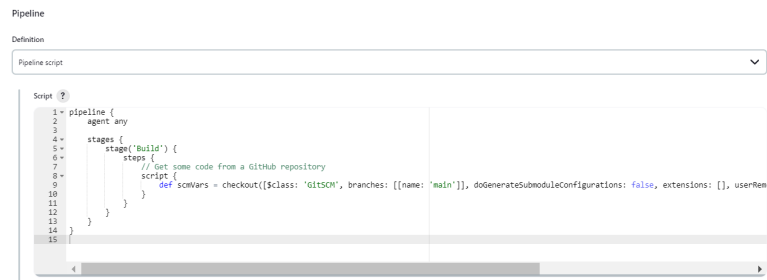 Pipeline
Definition
Pipeline script
Script ?
1 pipeline {
2 agent any
3
4 stages {
5 stage('Build') {
6 steps {
7 // Get some code from a GitHub repository
8 script {
9 def scmVars = checkout([$class: 'GitSCM', branches: [[name: 'main']], doGenerateSubmoduleConfigurations: false, extensions: [], userRem
10 }
11 }
12 }
13 }
14 }
15